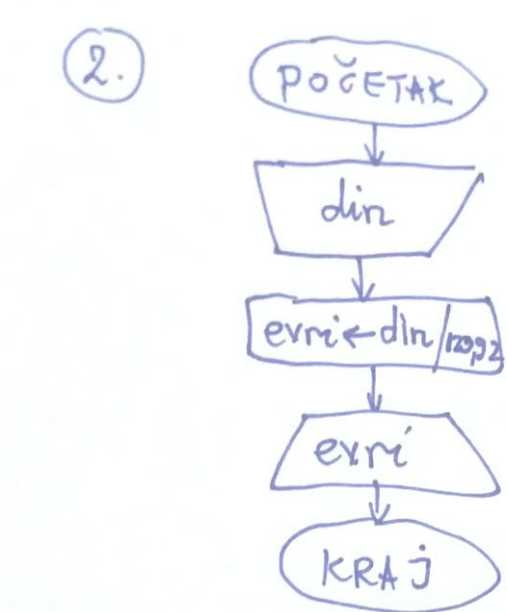 2.
POČETAK
din
evri ← din /
evri
KRAJ